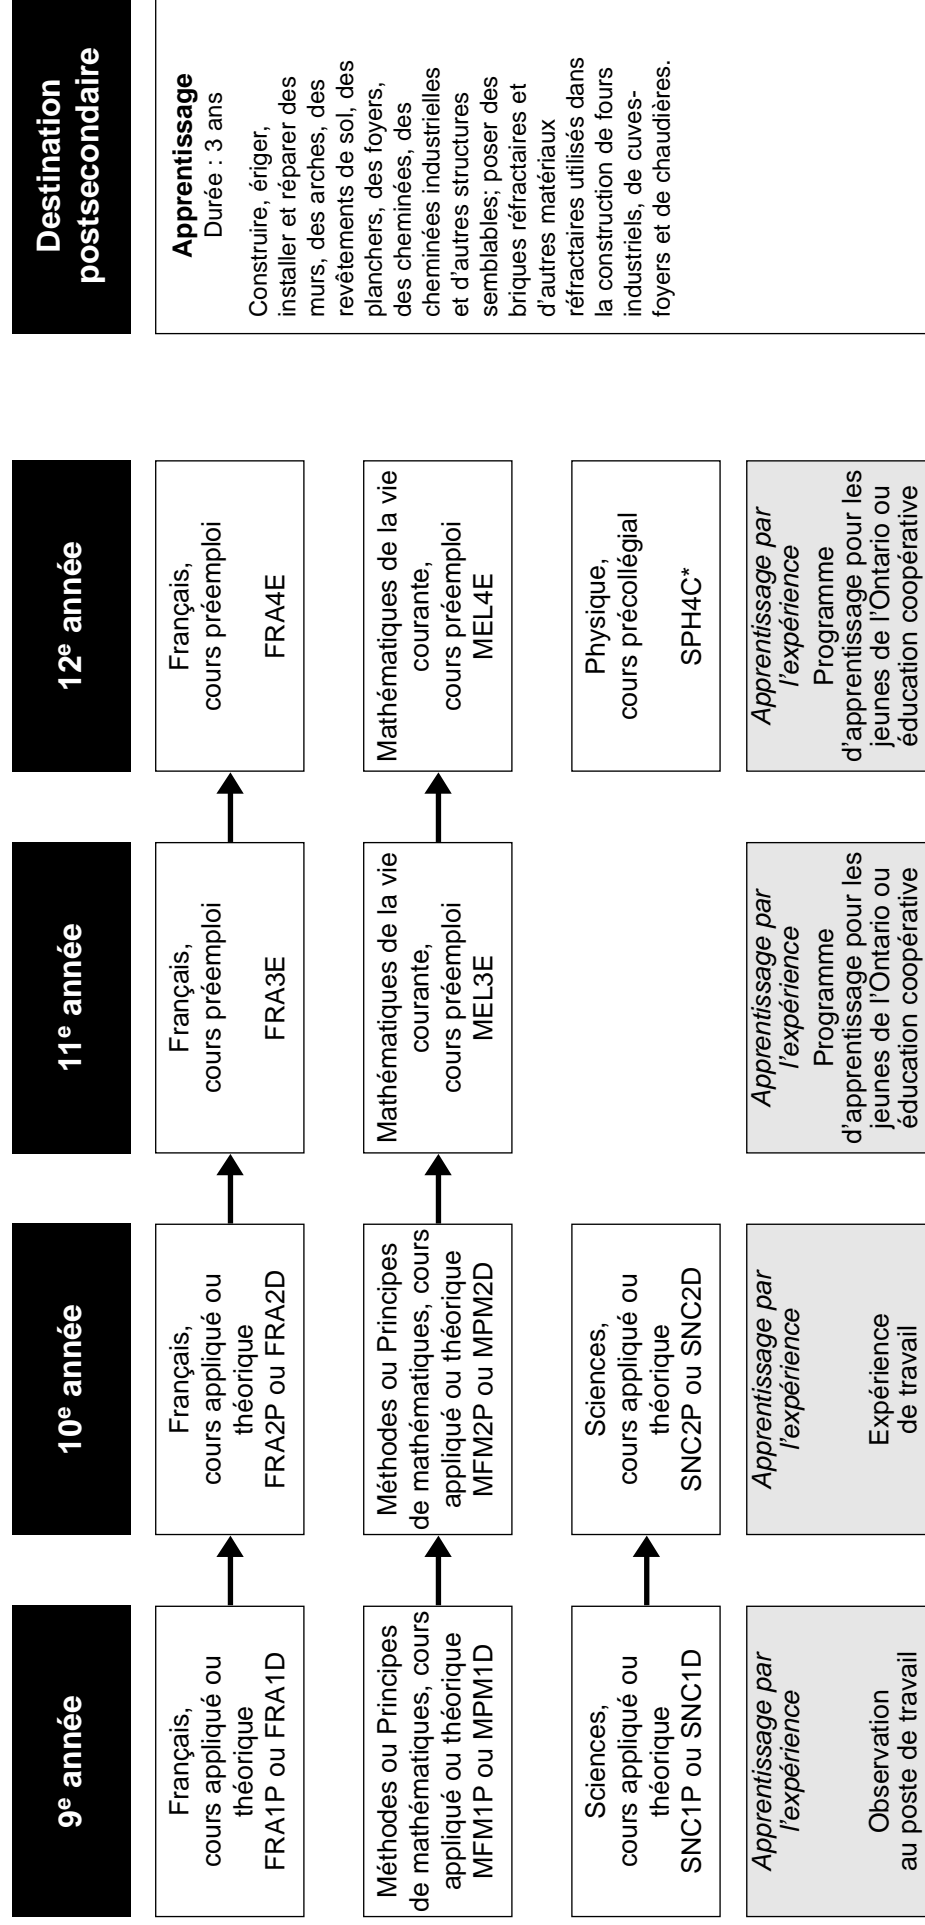 9e année
10e année
11e année
12e année
Destination
postsecondaire
Français,
cours appliqué ou
théorique
FRA1P ou FRA1D
Français,
cours appliqué ou
théorique
FRA2P ou FRA2D
Français,
cours préemploi
FRA3E
Français,
cours préemploi
FRA4E
Apprentissage
Durée : 3 ans
Construire, ériger,
installer et réparer des
murs, des arches, des
revêtements de sol, des
planchers, des foyers,
des cheminées, des
cheminées industrielles
et d'autres structures
semblables; poser des
briques réfractaires et
d'autres matériaux
réfractaires utilisés dans
la construction de fours
industriels, de cuves-
foyers et de chaudières.
Méthodes ou Principes
de mathématiques, cours
appliqué ou théorique
MFM1P ou MPM1D
Méthodes ou Principes
de mathématiques, cours
appliqué ou théorique
MFM2P ou MPM2D
Mathématiques de la vie
courante,
cours préemploi
MEL3E
Mathématiques de la vie
courante,
cours préemploi
MEL4E
Sciences,
cours appliqué ou
théorique
SNC1P ou SNC1D
Sciences,
cours appliqué ou
théorique
SNC2P ou SNC2D
Physique,
cours précollégial
SPH4C*
Apprentissage par
l'expérience
Observation
au poste de travail
Apprentissage par
l'expérience
Expérience
de travail
Apprentissage par
l'expérience
Programme
d'apprentissage pour les
jeunes de l'Ontario ou
éducation coopérative
Apprentissage par
l'expérience
Programme
d'apprentissage pour les
jeunes de l'Ontario ou
éducation coopérative